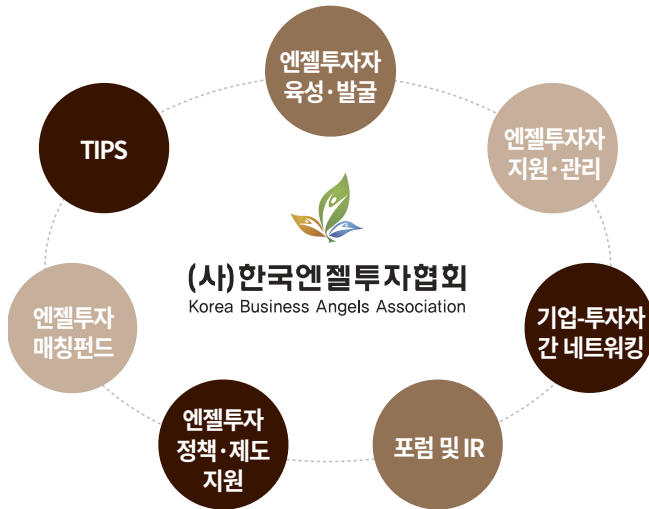 엔젤투자자
육성·발굴
TIPS
엔젤투자자
지원·관리
(사)한국엔젤투자협회
Korea Business Angels Association
엔젤투자
매칭펀드
기업-투자자
간 네트워킹
엔젤투자
정책·제도
지원
포럼 및 IR